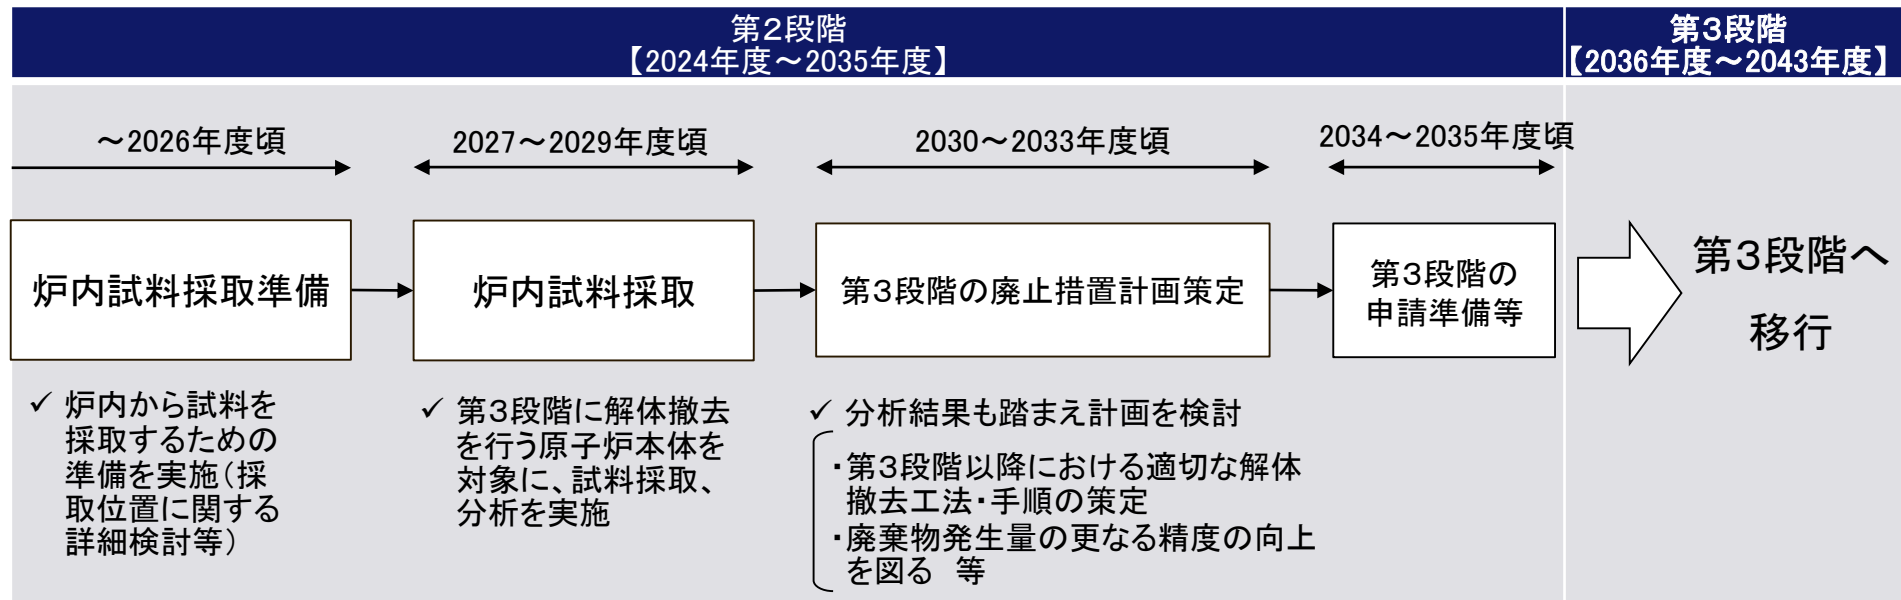 第２段階
【2024年度～2035年度】
第３段階
【2036年度～2043年度】
～2026年度頃
2027～2029年度頃
2030～2033年度頃
2034～2035年度頃
炉内試料採取準備
炉内試料採取
第３段階の廃止措置計画策定
第３段階の
申請準備等
第３段階へ
移行
✓ 炉内から試料を
採取するための
準備を実施（採
取位置に関する
詳細検討等）
✓ 第３段階に解体撤去
を行う原子炉本体を
対象に、試料採取、
分析を実施
✓ 分析結果も踏まえ計画を検討
・第３段階以降における適切な解体
撤去工法・手順の策定
・廃棄物発生量の更なる精度の向上
を図る　等